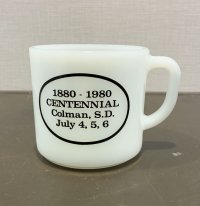 1880 - 1980
CENTENNIAL
Colman, S.D.
July 4, 5, 6